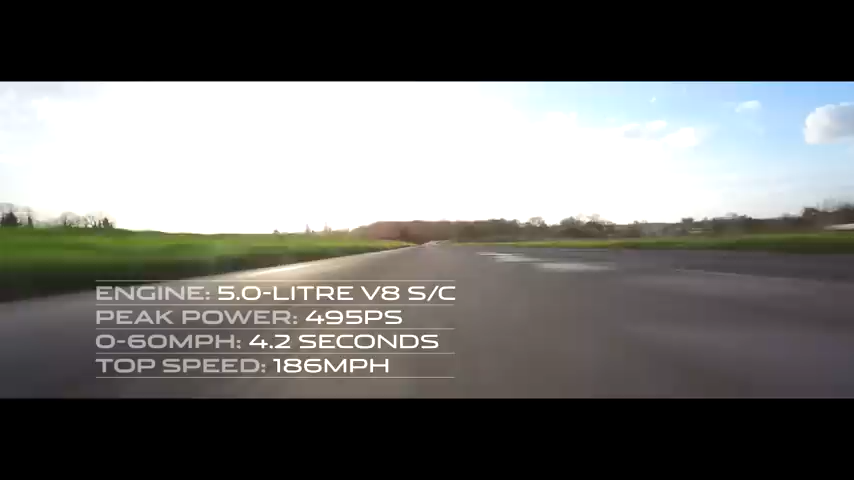 ENGINE: 5.0-LITRE V8 S/C
PEAK POWER: 495PS
0-60MPH: 4.2 SECONDS
TOP SPEED: 186MPH